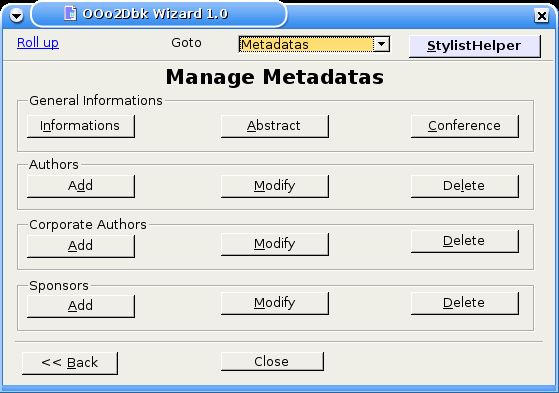 OOo2Dbk Wizard 1.0
Roll up Goto Metadatas StylistHelper
Manage Metadatas
General Informations
Informations Abstract Conference
Authors
Add Modify Delete
Corporate Authors
Add Modify Delete
Sponsors
Add Modify Delete
<< Back Close